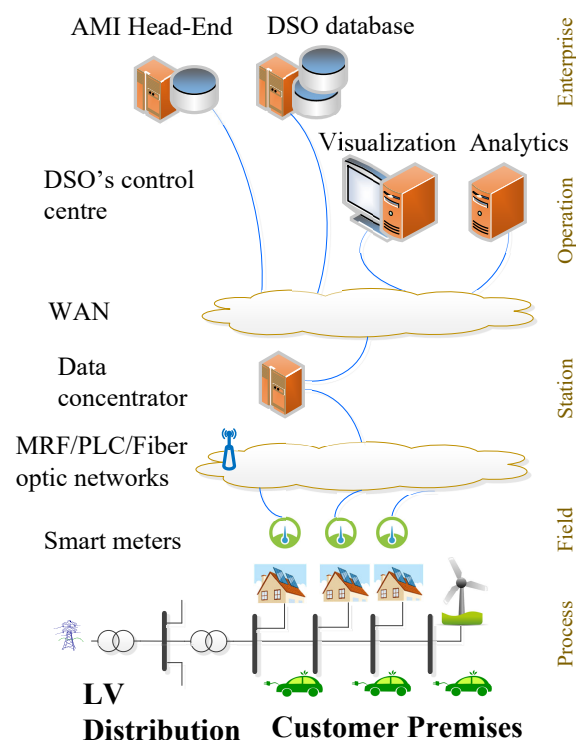 AMI Head-End
DSO database
Enterprise
Visualization
Analytics
DSO's control
centre
Operation
WAN
Data
concentrator
Station
MRF/PLC/Fiber
optic networks
Smart meters
Field
Process
LV
Distribution
Customer Premises